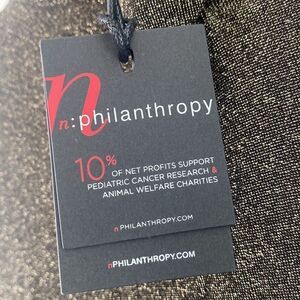 n
n:philanthropy
10% OF NET PROFITS SUPPORT
PEDIATRIC CANCER RESEARCH &
ANIMAL WELFARE CHARITIES
nPHILANTHROPY.COM
nPHILANTHROPY.COM